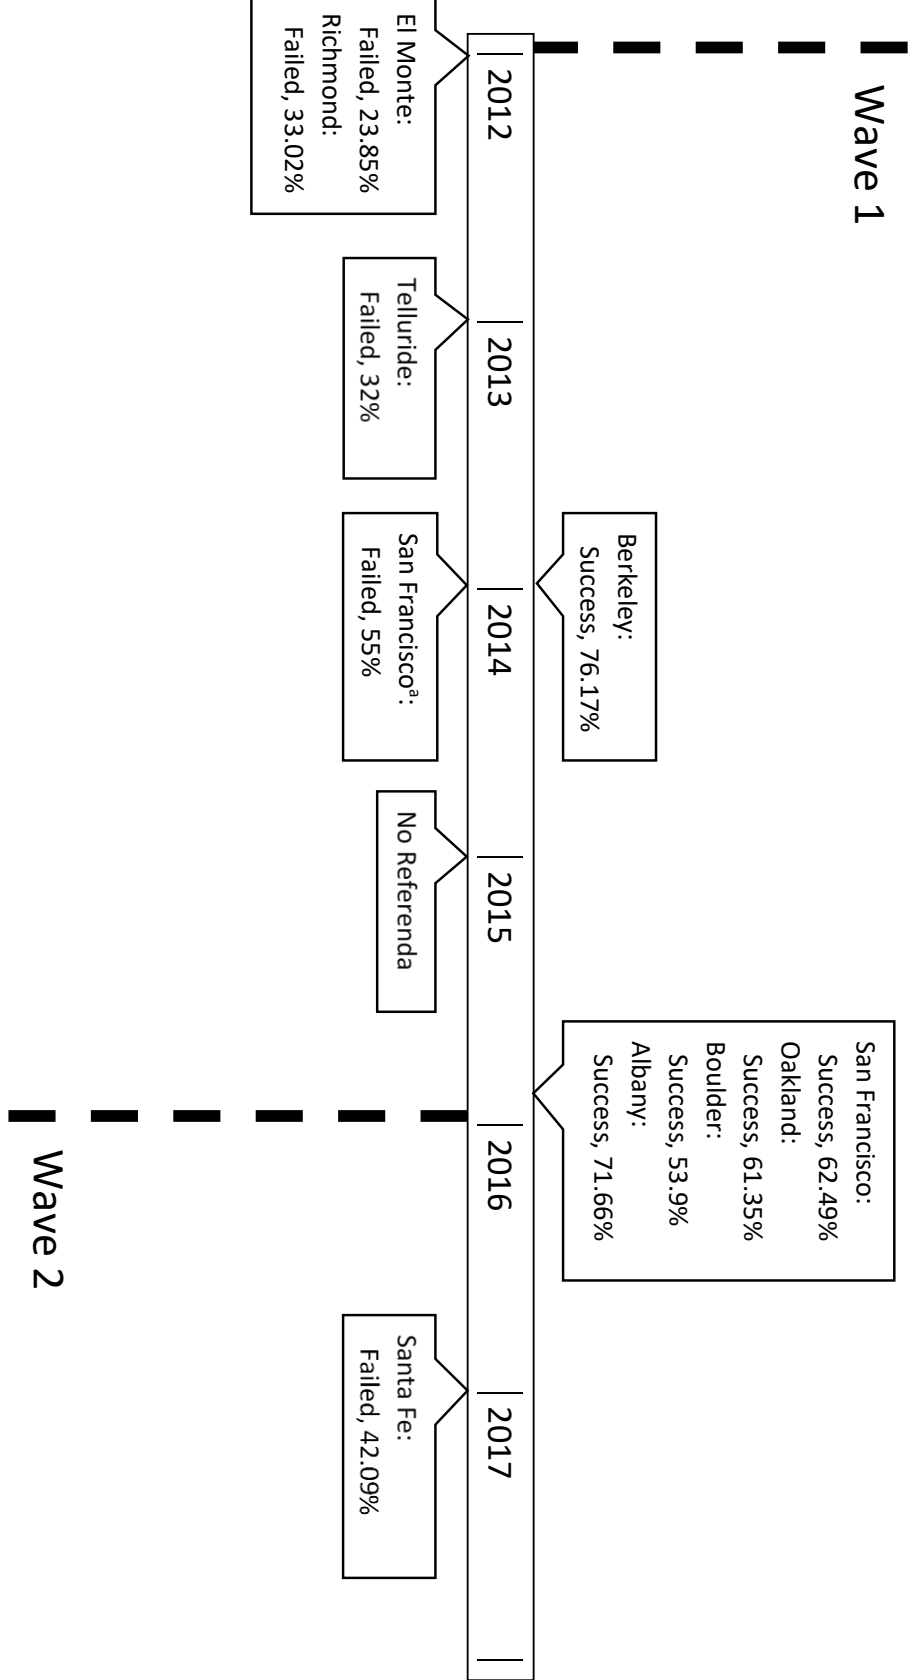 Wave 1
San Francisco:
Success, 62.49%
Oakland:
Success, 61.35%
Boulder:
Success, 53.9%
Albany:
Success, 71.66%
Berkeley:
Success, 76.17%
2012
2013
2014
2015
2016
2017
El Monte:
Failed, 23.85%
Richmond:
Failed, 33.02%
Telluride:
Failed, 32%
San Franciscoᵃ:
Failed, 55%
No Referenda
Santa Fe:
Failed, 42.09%
Wave 2